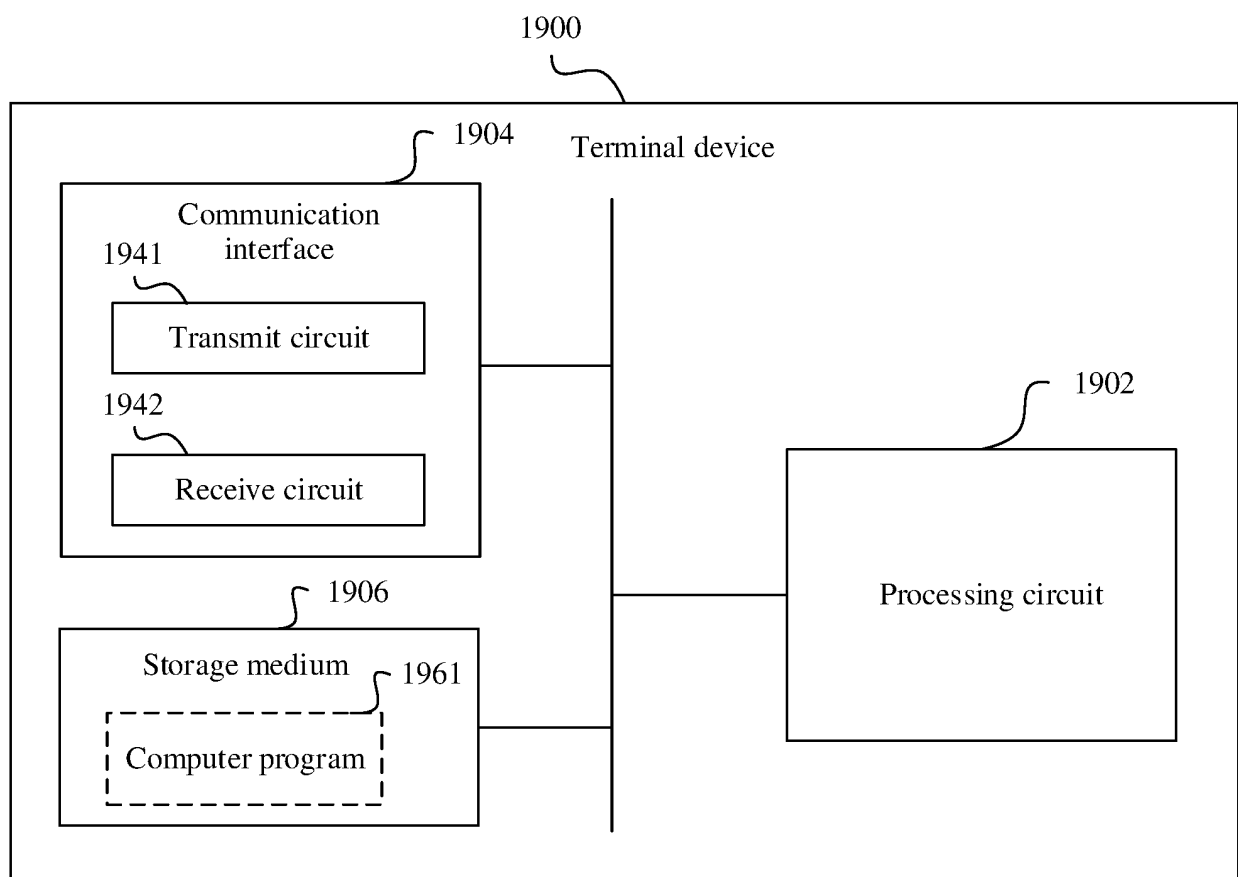 1900
1904
Terminal device
Communication
interface
1941
Transmit circuit
1942
Receive circuit
1902
Processing circuit
1906
Storage medium
1961
Computer program